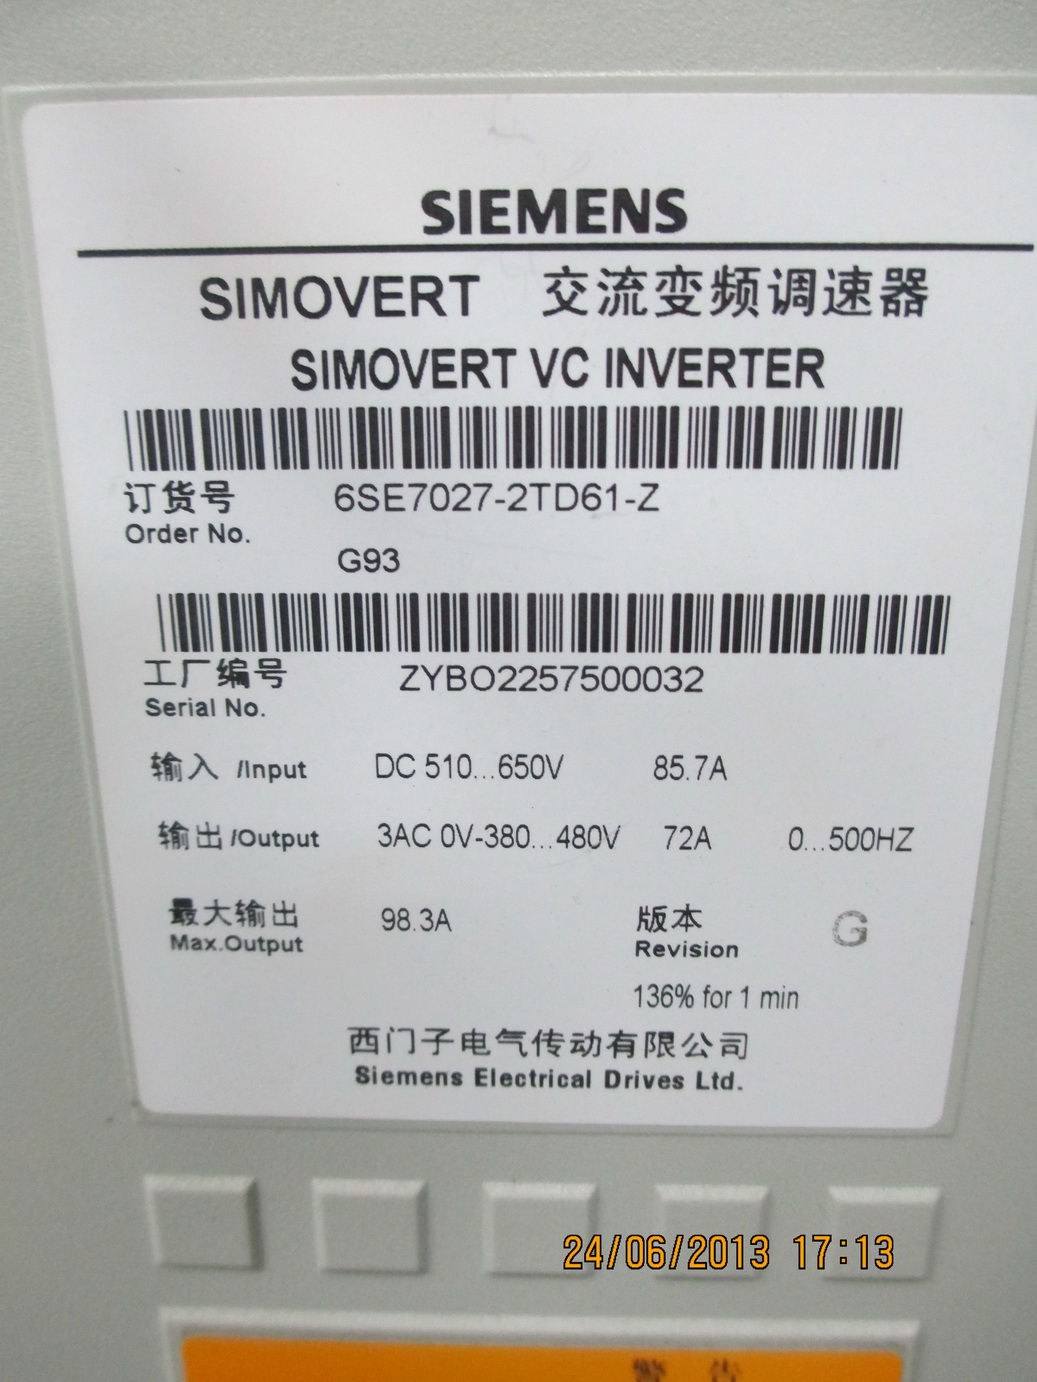 SIEMENS
SIMOVERT 交流变频调速器
SIMOVERT VC INVERTER
订货号 6SE7027-2TD61-Z
Order No.
G93
工厂编号 ZYBO2257500032
Serial No.
输入 /Input DC 510...650V 85.7A
输出/Output 3AC 0V-380...480V 72A 0...500HZ
最大输出 98.3A 版本 G
Max.Output Revision
136% for 1 min
西门子电气传动有限公司
Siemens Electrical Drives Ltd.
24/06/2013 17:13
警 告